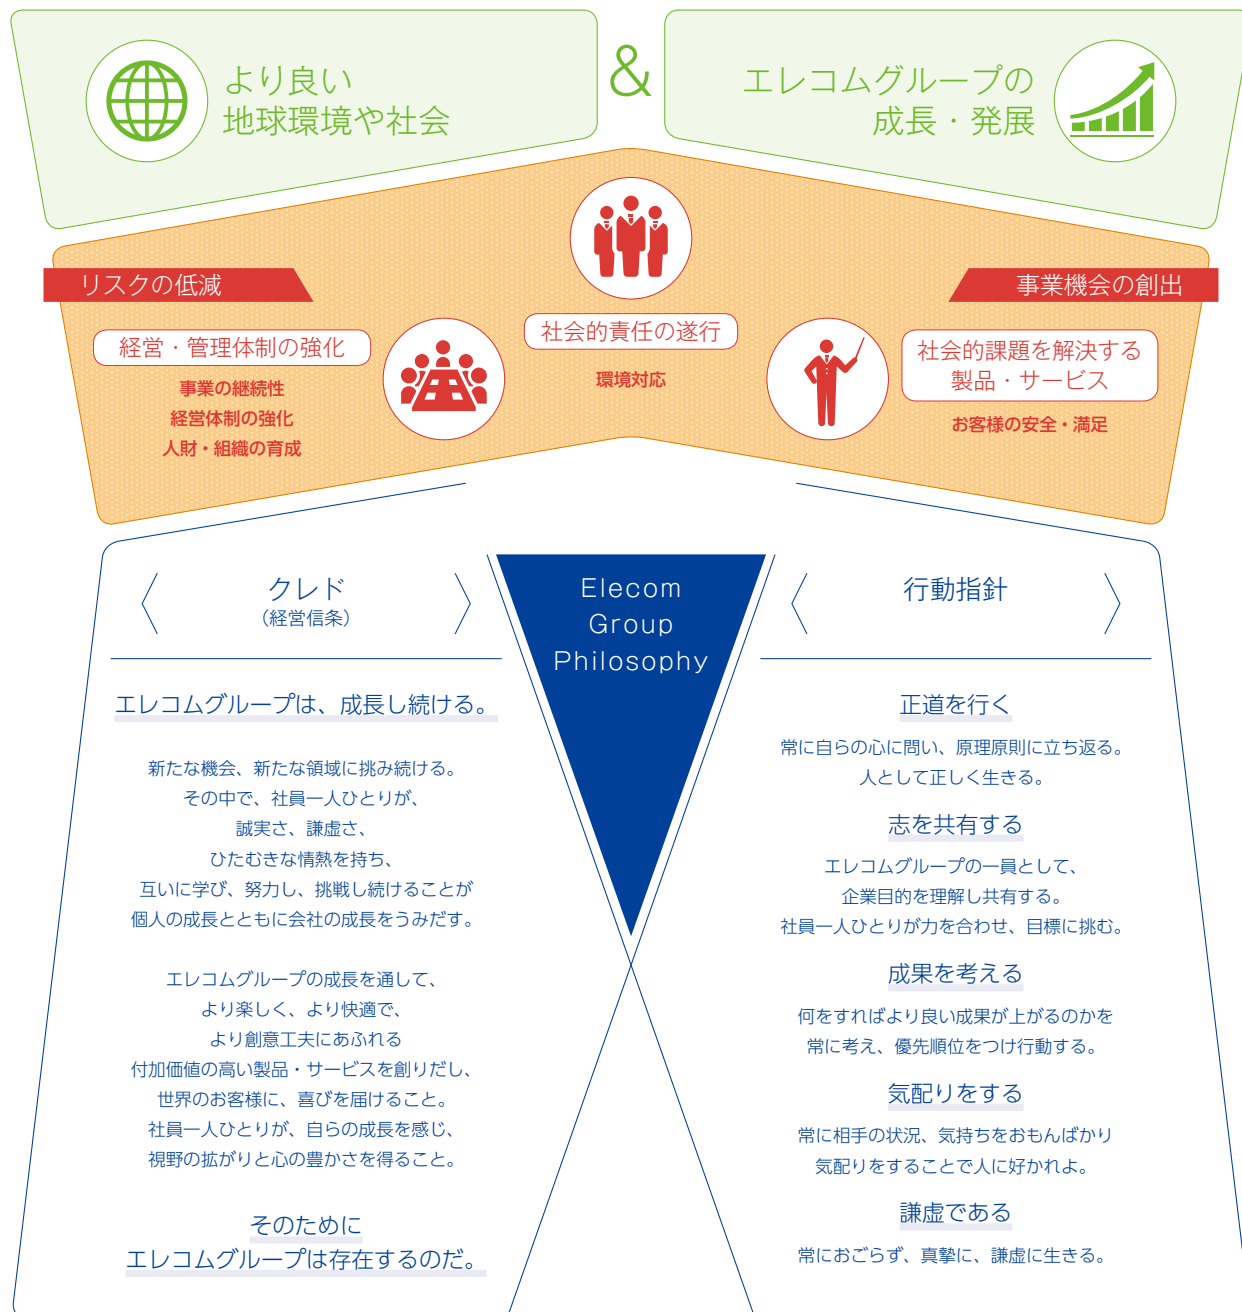 より良い
地球環境や社会
&
エレコムグループの
成長・発展
リスクの低減
事業機会の創出
経営・管理体制の強化
事業の継続性
経営体制の強化
人財・組織の育成
社会的責任の遂行
環境対応
社会的課題を解決する
製品・サービス
お客様の安全・満足
Elecom
Group
Philosophy
クレド
（経営信条）
エレコムグループは、成長し続ける。
新たな機会、新たな領域に挑み続ける。
その中で、社員一人ひとりが、
誠実さ、謙虚さ、
ひたむきな情熱を持ち、
互いに学び、努力し、挑戦し続けることが
個人の成長とともに会社の成長をうみだす。
エレコムグループの成長を通して、
より楽しく、より快適で、
より創意工夫にあふれる
付加価値の高い製品・サービスを創りだし、
世界のお客様に、喜びを届けること。
社員一人ひとりが、自らの成長を感じ、
視野の拡がりと心の豊かさを得ること。
そのために
エレコムグループは存在するのだ。
行動指針
正道を行く
常に自らの心に問い、原理原則に立ち返る。
人として正しく生きる。
志を共有する
エレコムグループの一員として、
企業目的を理解し共有する。
社員一人ひとりが力を合わせ、目標に挑む。
成果を考える
何をすればより良い成果が上がるのかを
常に考え、優先順位をつけ行動する。
気配りをする
常に相手の状況、気持ちをおもんばかり
気配りをすることで人に好かれよ。
謙虚である
常におごらず、真摯に、謙虚に生きる。